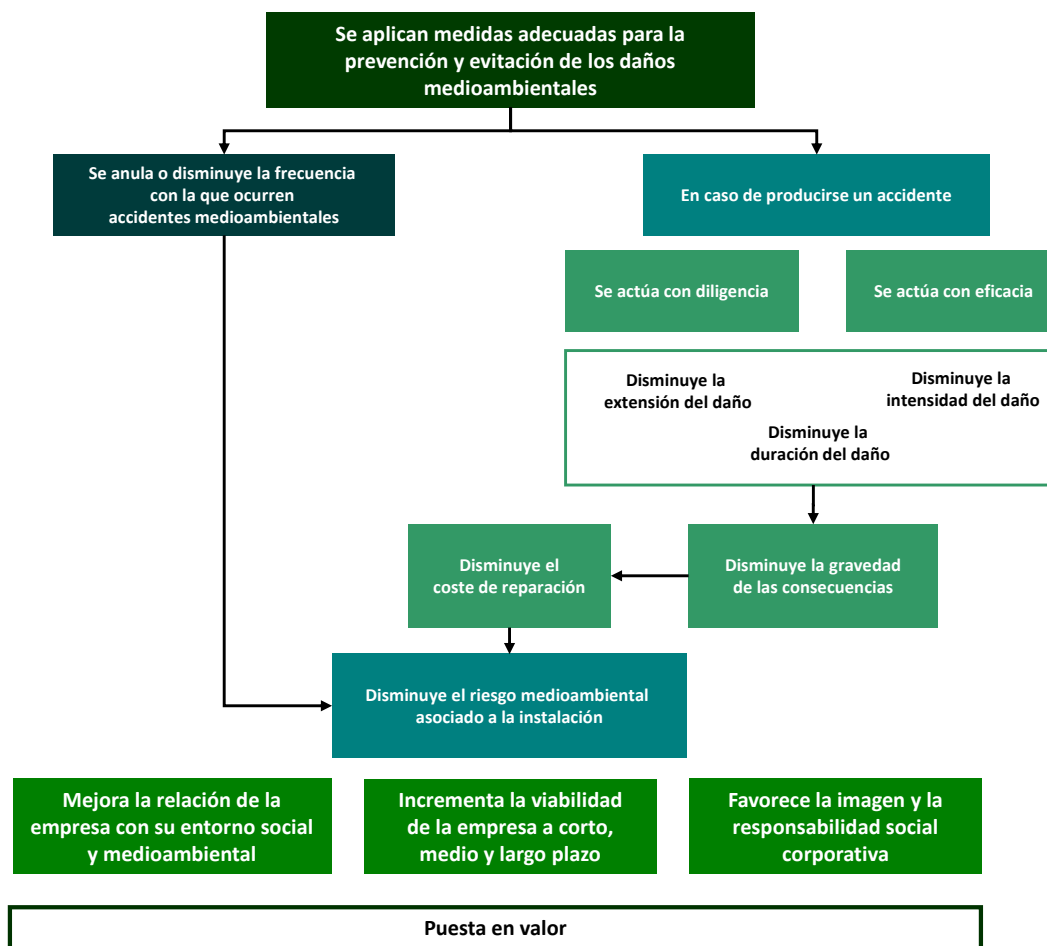 Se aplican medidas adecuadas para la
prevención y evitación de los daños
medioambientales
Se anula o disminuye la frecuencia
con la que ocurren
accidentes medioambientales
En caso de producirse un accidente
Se actúa con diligencia
Se actúa con eficacia
Disminuye la
extensión del daño
Disminuye la
intensidad del daño
Disminuye la
duración del daño
Disminuye el
coste de reparación
Disminuye la gravedad
de las consecuencias
Disminuye el riesgo medioambiental
asociado a la instalación
Mejora la relación de la
empresa con su entorno social
y medioambiental
Incrementa la viabilidad
de la empresa a corto,
medio y largo plazo
Favorece la imagen y la
responsabilidad social
corporativa
Puesta en valor